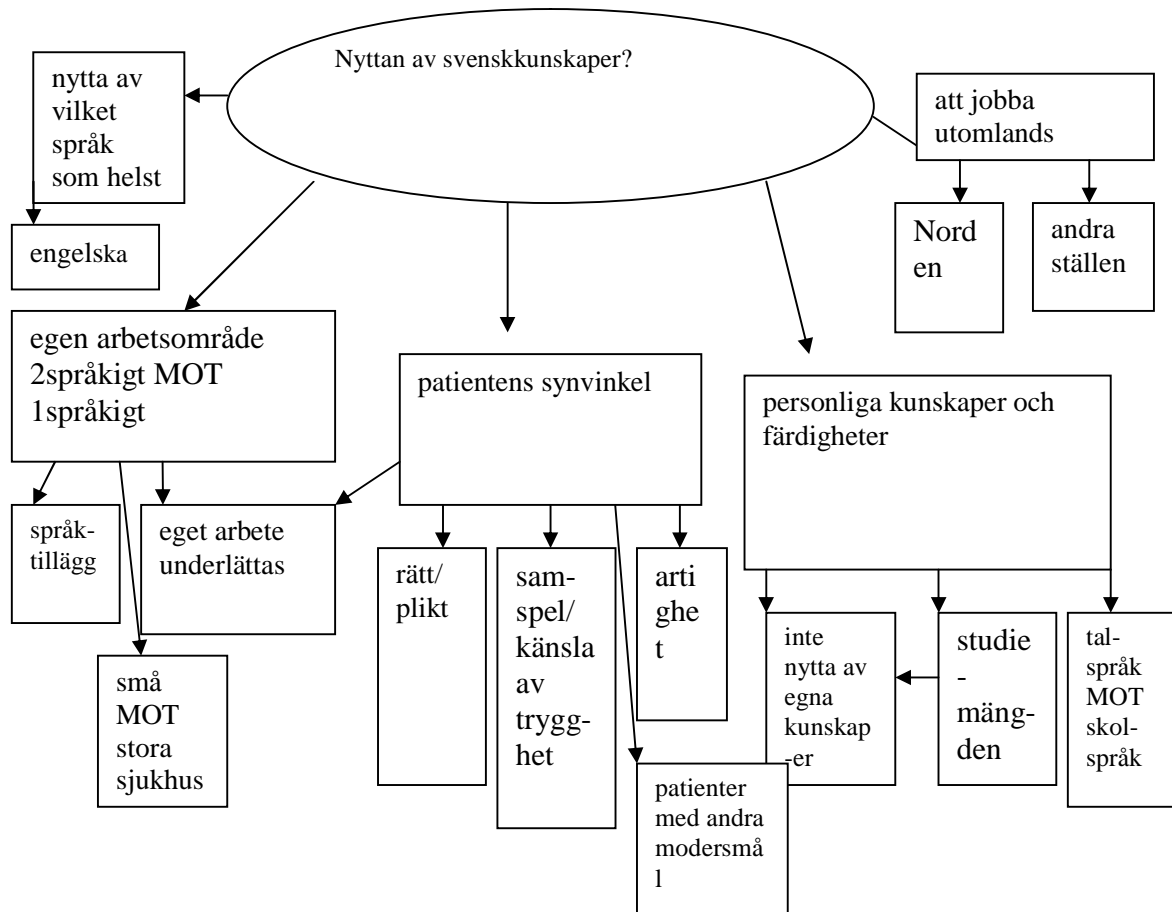 Nyttan av svenskkunskaper?
nytta av
vilket
språk
som helst
engelska
att jobba
utomlands
Nord
en
andra
ställen
egen arbetsområde
2språkigt MOT
1språkigt
patientens synvinkel
personliga kunskaper och
färdigheter
språk-
tillägg
eget arbete
underlättas
små
MOT
stora
sjukhus
rätt/
plikt
sam-
spel/
känsla
av
trygg-
het
arti
ghe
t
patienter
med andra
modersmå
l
inte
nytta av
egna
kunskap
-er
studie
-
mäng-
den
tal-
språk
MOT
skol-
språk